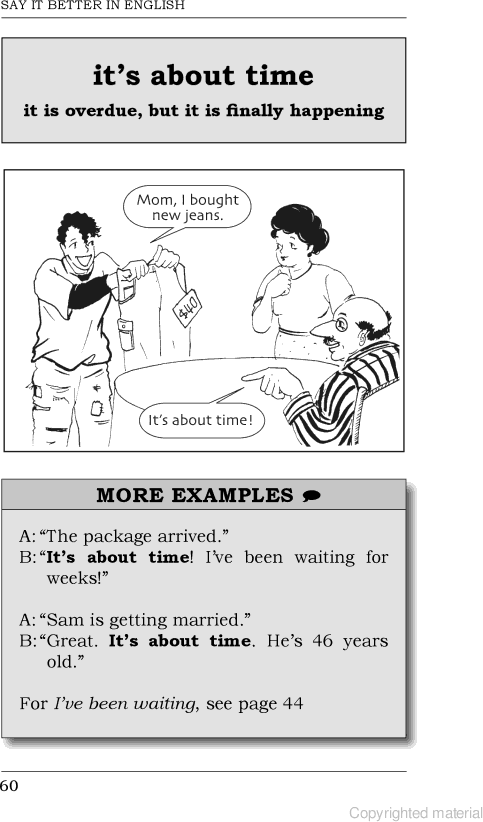 SAY IT BETTER IN ENGLISH
it's about time
it is overdue, but it is finally happening
Mom, I bought
new jeans.
$40
It's about time!
MORE EXAMPLES
A: “The package arrived.”
B: “It’s about time! I’ve been waiting for
weeks!”
A: “Sam is getting married.”
B: “Great. It’s about time. He’s 46 years
old.”
For I’ve been waiting, see page 44
60
Copyrighted material